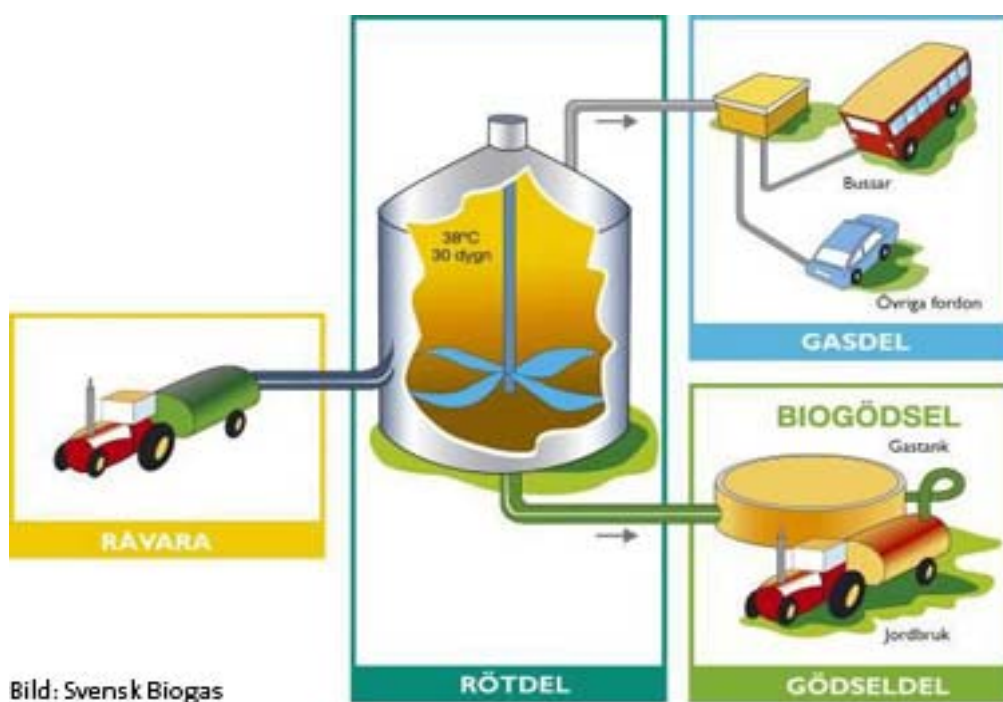 38°C
30 dygn
Bussar
Övriga fordon
GASDEL
BIOGÖDSEL
Gastank
RÅVARA
Jordbruk
Bild: Svensk Biogas
RÖTDEL
GÖDSELDEL